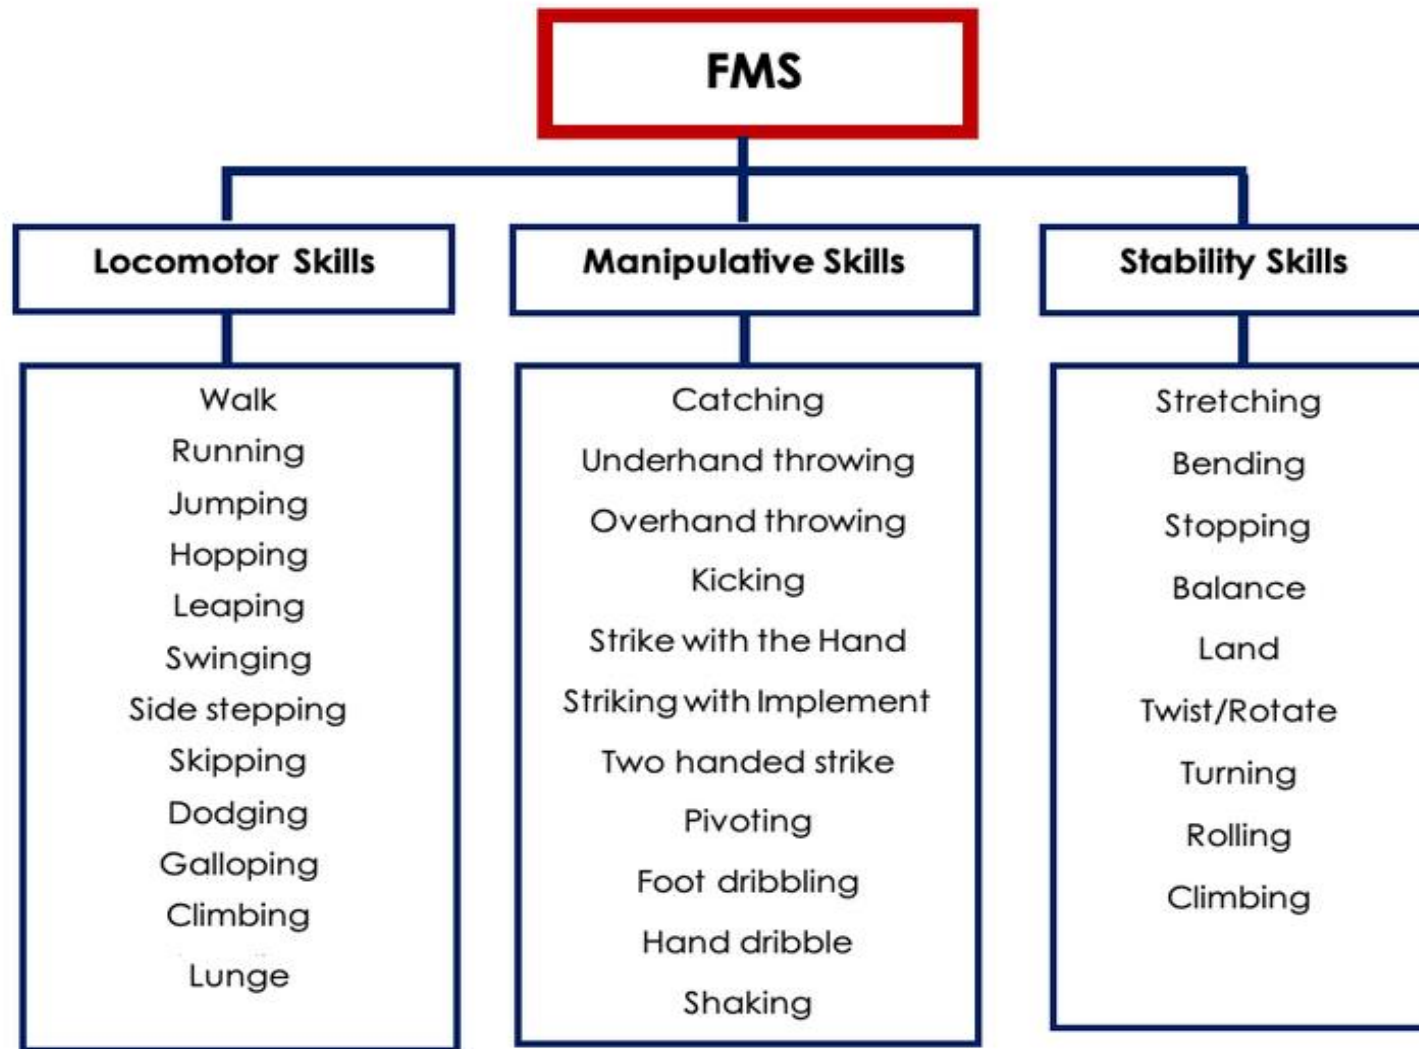 FMS
Locomotor Skills
Walk
Running
Jumping
Hopping
Leaping
Swinging
Side stepping
Skipping
Dodging
Galloping
Climbing
Lunge
Manipulative Skills
Catching
Underhand throwing
Overhand throwing
Kicking
Strike with the Hand
Striking with Implement
Two handed strike
Pivoting
Foot dribbling
Hand dribble
Shaking
Stability Skills
Stretching
Bending
Stopping
Balance
Land
Twist/Rotate
Turning
Rolling
Climbing